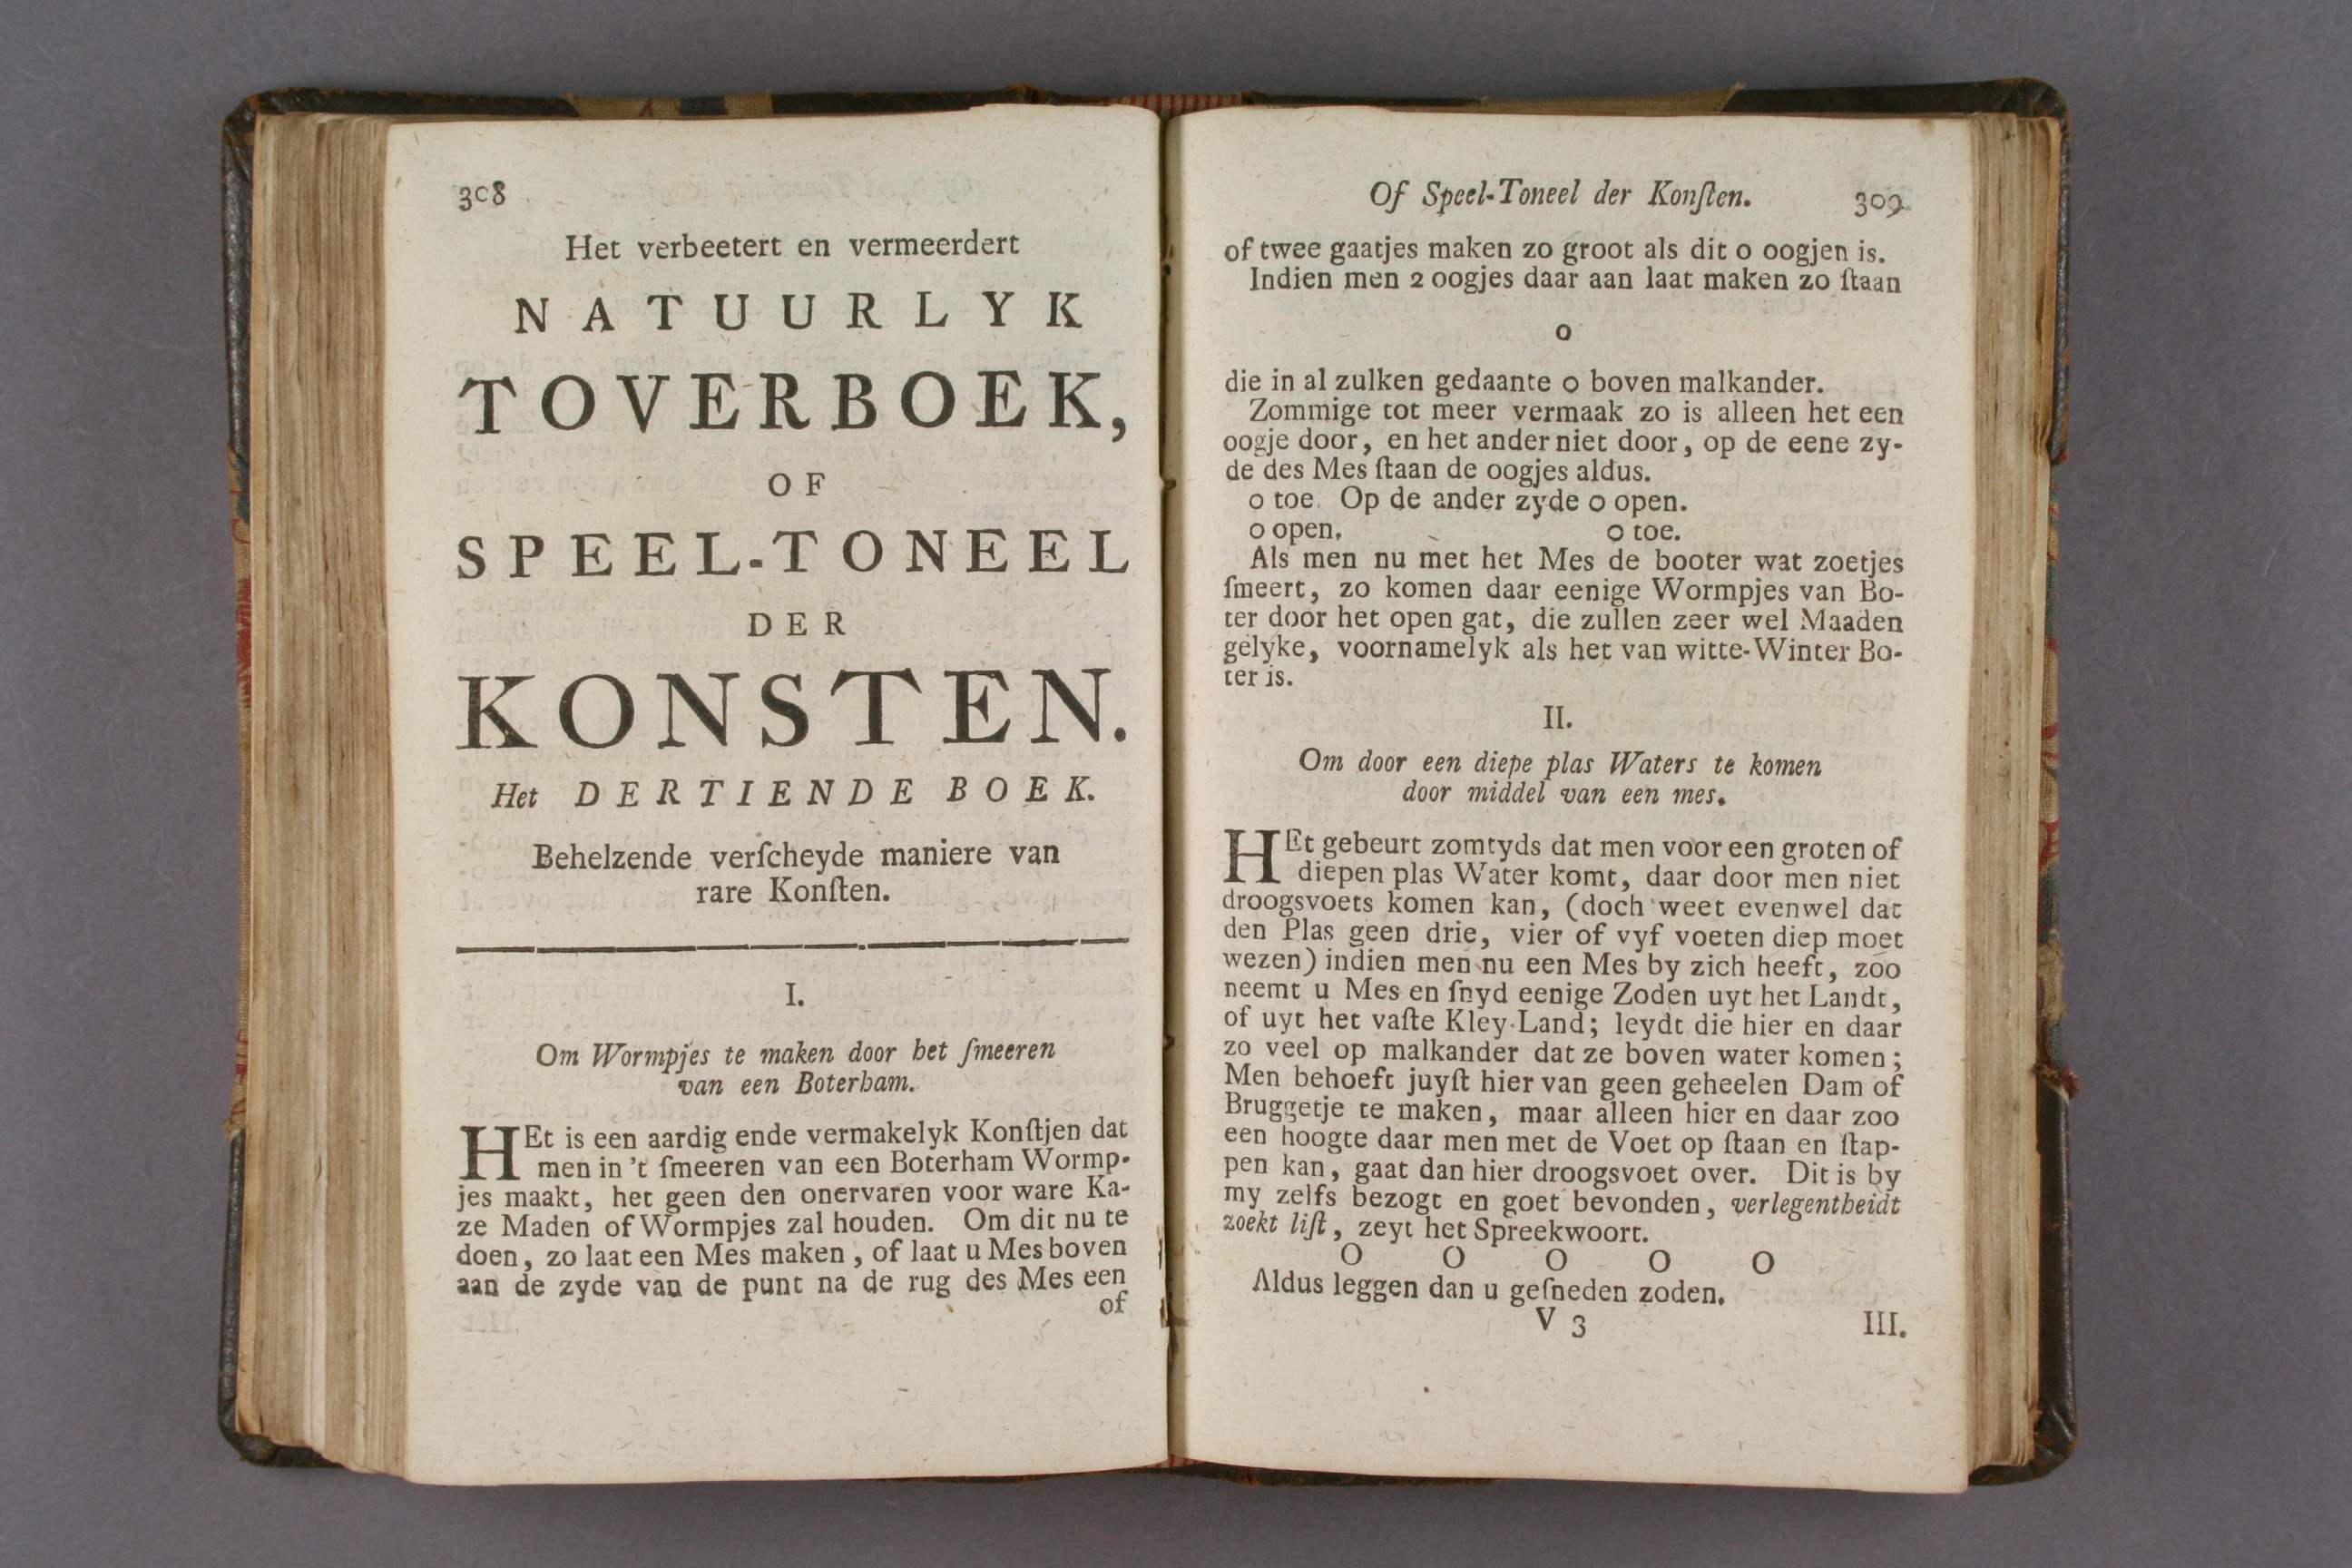 308
Het verbeetert en vermeerdert
NATUURLYK
TOVERBOEK,
OF
SPEEL-TONEEL
DER
KONSTEN.
Het DERTIENDE BOEK.
Behelzende verſcheyde maniere van
rare Konſten.
I.
Om Wormpjes te maken door het ſmeeren
van een Boterham.
HEt is een aardig ende vermakelyk Konſtjen dat
men in 't ſmeeren van een Boterham Wormp-
jes maakt, het geen den onervaren voor ware Ka-
ze Maden of Wormpjes zal houden. Om dit nu te
doen, zo laat een Mes maken, of laat u Mes boven
aan de zyde van de punt na de rug des Mes een
of
Of Speel-Toneel der Konſten. 309
of twee gaatjes maken zo groot als dit o oogjen is.
Indien men 2 oogjes daar aan laat maken zo ſtaan
o
die in al zulken gedaante o boven malkander.
Zommige tot meer vermaak zo is alleen het een
oogje door, en het ander niet door, op de eene zy-
de des Mes ſtaan de oogjes aldus.
o toe. Op de ander zyde o open.
o open. o toe.
Als men nu met het Mes de booter wat zoetjes
ſmeert, zo komen daar eenige Wormpjes van Bo-
ter door het open gat, die zullen zeer wel Maaden
gelyke, voornamelyk als het van witte-Winter Bo-
ter is.
II.
Om door een diepe plas Waters te komen
door middel van een mes.
HEt gebeurt zomtyds dat men voor een groten of
diepen plas Water komt, daar door men niet
droogsvoets komen kan, (doch weet evenwel dat
den Plas geen drie, vier of vyf voeten diep moet
wezen) indien men nu een Mes by zich heeft, zoo
neemt u Mes en ſnyd eenige Zoden uyt het Landt,
of uyt het vaſte Kley-Land; leydt die hier en daar
zo veel op malkander dat ze boven water komen;
Men behoeft juyſt hier van geen geheelen Dam of
Bruggetje te maken, maar alleen hier en daar zoo
een hoogte daar men met de Voet op ſtaan en ſtap-
pen kan, gaat dan hier droogsvoet over. Dit is by
my zelfs bezogt en goet bevonden, verlegentheidt
zoekt liſt, zeyt het Spreekwoort.
O O O O O
Aldus leggen dan u geſneden zoden.
V 3 III.